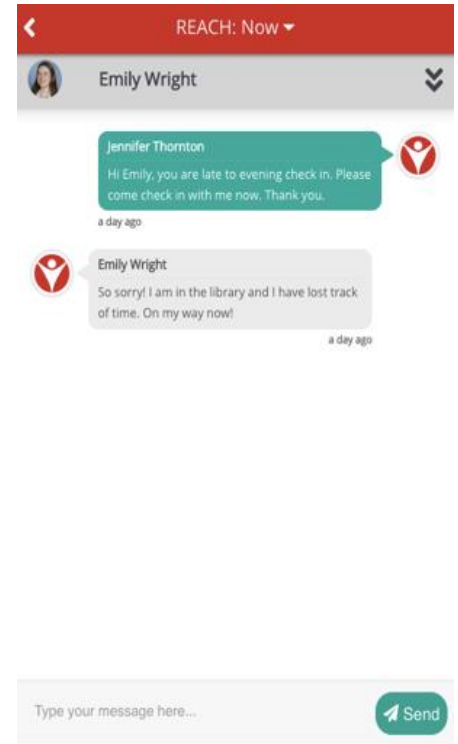 REACH: Now
Emily Wright
Jennifer Thornton
Hi Emily, you are late to evening check in. Please
come check in with me now. Thank you.
a day ago
Emily Wright
So sorry! I am in the library and I have lost track
of time. On my way now!
a day ago
Type your message here...
Send